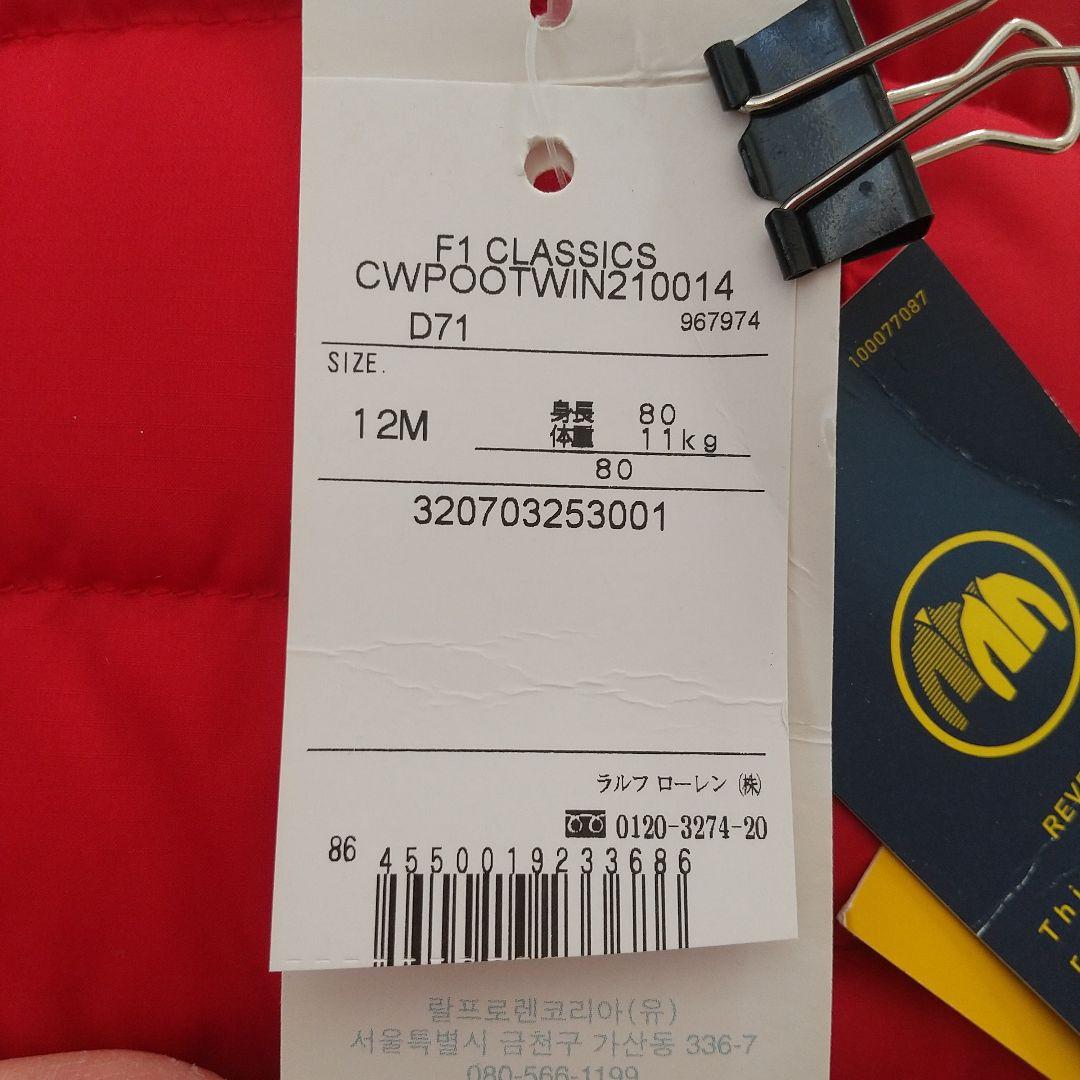 F1 CLASSICS
CWPOOTWIN210014
D71 967974
SIZE.
12M 身長 80
体重 11kg
80
320703253001
ラルフ ローレン (株)
0120-3274-20
86 4550019233686
랄프로렌코리아(유)
서울특별시 금천구 가산동 336-7
080-566-1199
100077087